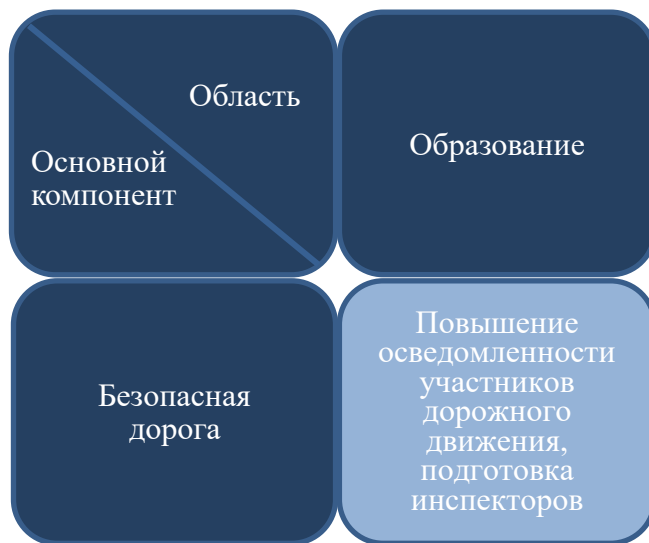 Область
Основной
компонент
Образование
Безопасная
дорога
Повышение
осведомленности
участников
дорожного
движения,
подготовка
инспекторов